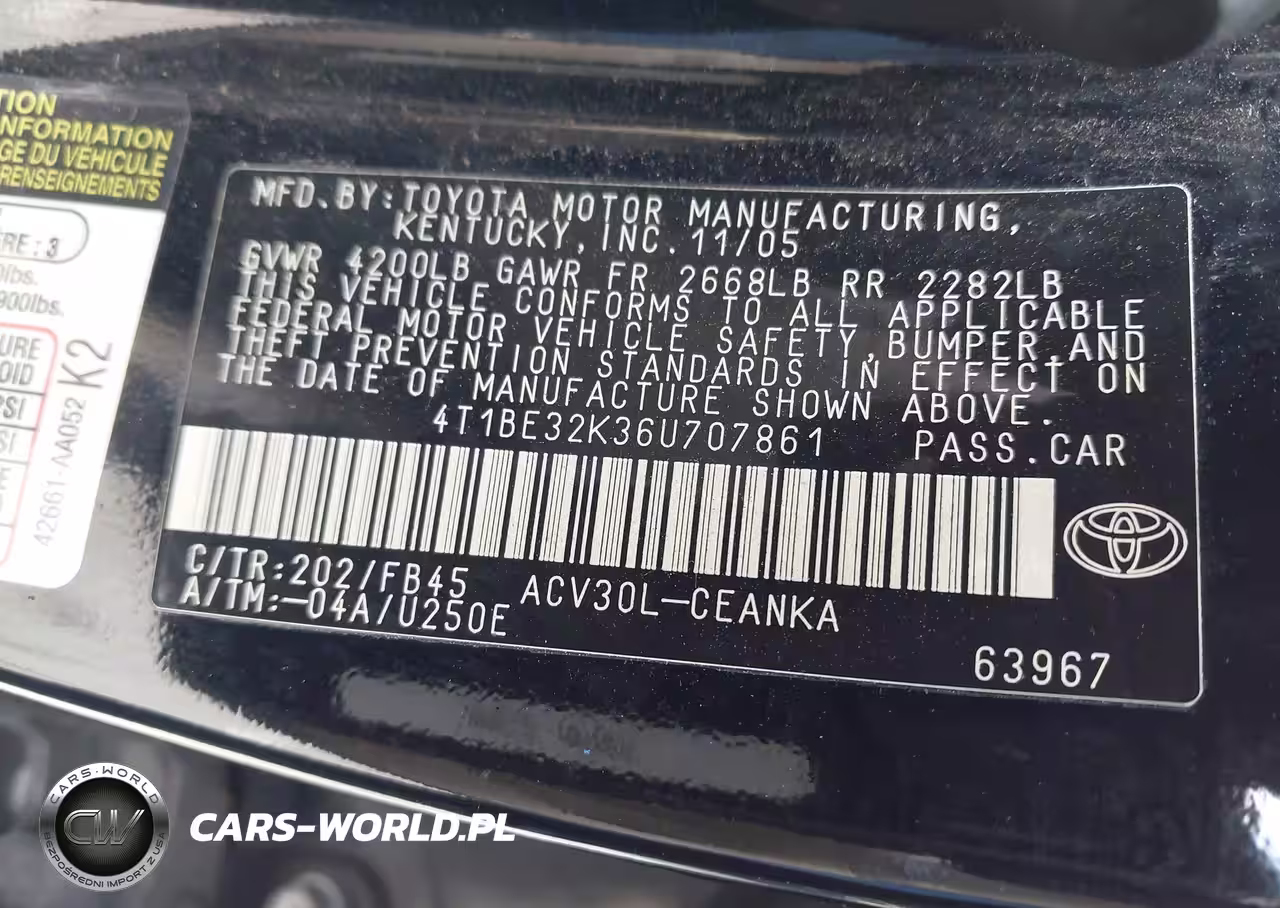 TION
NFORMATION
GE DU VÉHICULE
RENSEIGNEMENTS
RE : 3
lbs.
900lbs.
URE
OID
PSI
SI
42661-AA052 K2
MFD.BY:TOYOTA MOTOR MANUFACTURING,
KENTUCKY,INC.11/05
GVWR 4200LB GAWR FR 2668LB RR 2282LB
THIS VEHICLE CONFORMS TO ALL APPLICABLE
FEDERAL MOTOR VEHICLE SAFETY,BUMPER,AND
THEFT PREVENTION STANDARDS IN EFFECT ON
THE DATE OF MANUFACTURE SHOWN ABOVE.
4T1BE32K36U707861 PASS.CAR
C/TR:202/FB45 ACV30L-CEANKA
A/TM:-04A/U250E
63967
CARS-WORLD
CW
BEZPOŚREDNI IMPORT Z USA
CARS-WORLD.PL